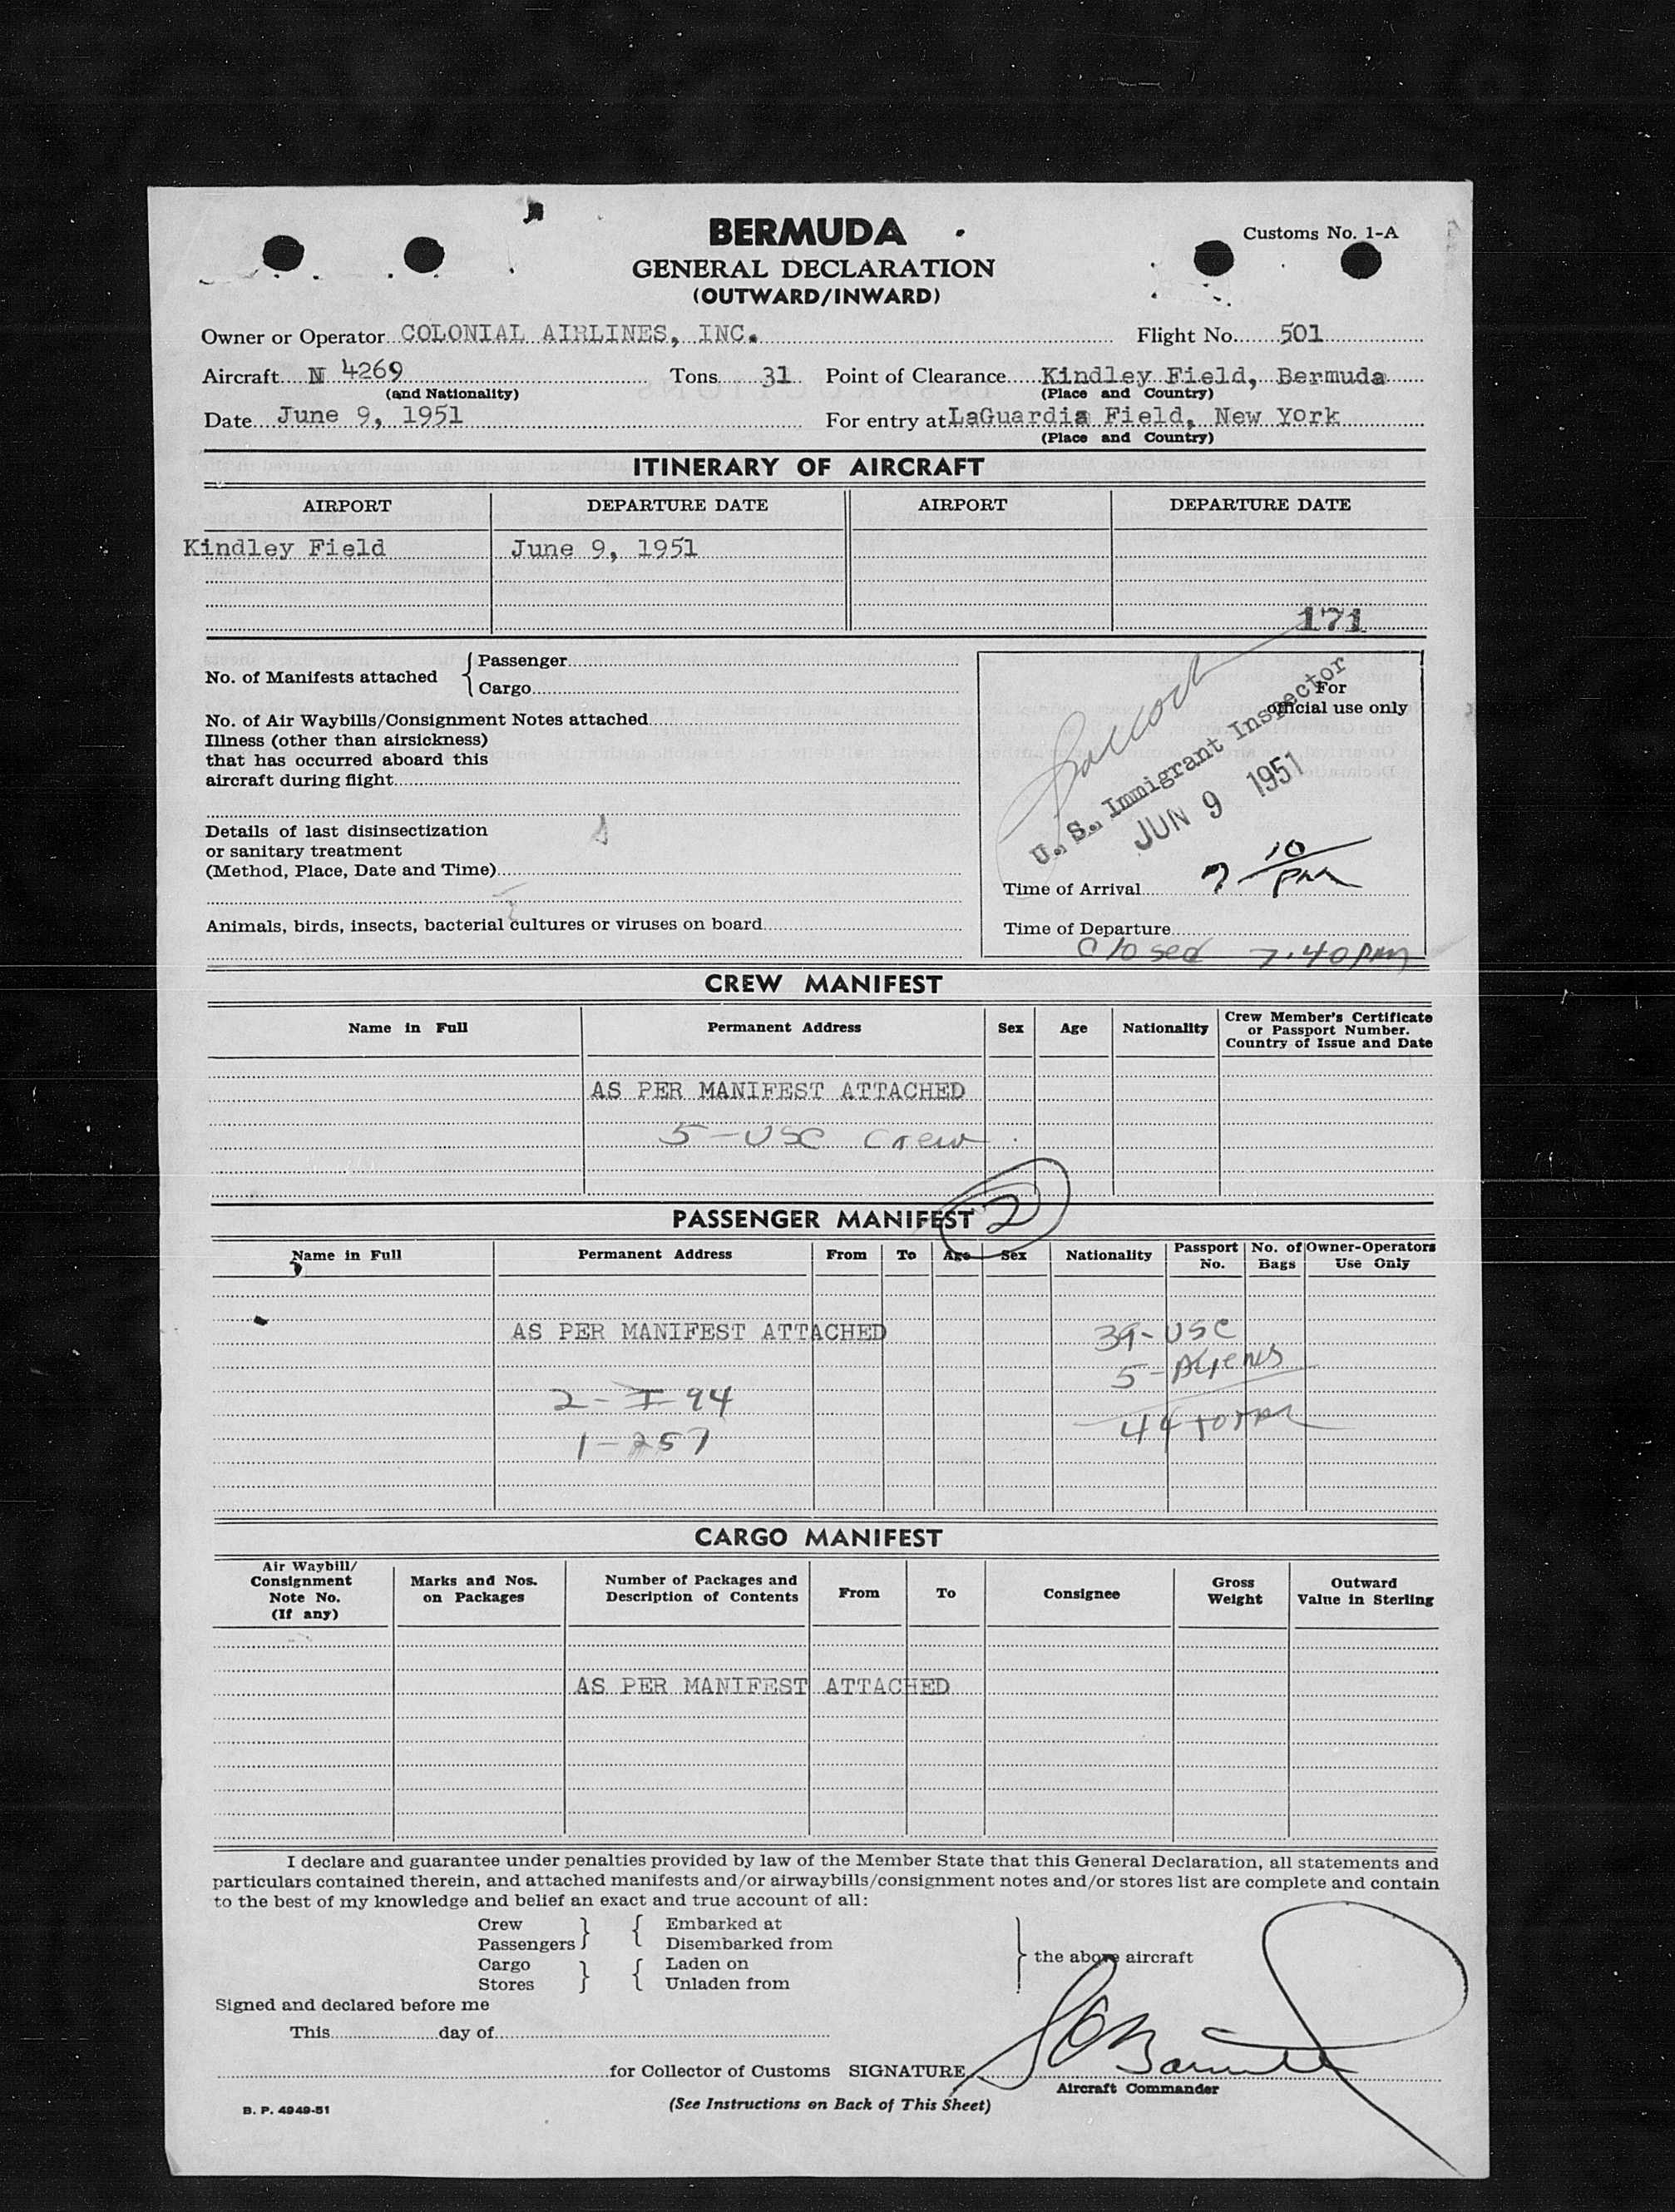 BERMUDA
Customs No. 1-A
GENERAL DECLARATION
(OUTWARD/INWARD)
Owner or Operator COLONIAL AIRLINES, INC. Flight No. 501
Aircraft N 4269 Tons 31 Point of Clearance Kindley Field, Bermuda
(and Nationality) (Place and Country)
Date June 9, 1951 For entry at LaGuardia Field, New York
(Place and Country)
ITINERARY OF AIRCRAFT
AIRPORT DEPARTURE DATE AIRPORT DEPARTURE DATE
Kindley Field June 9, 1951
171
No. of Manifests attached { Passenger
Cargo
For
official use only
No. of Air Waybills/Consignment Notes attached
Illness (other than airsickness)
that has occurred aboard this
aircraft during flight
U. S. Immigrant Inspector
JUN 9 1951
Details of last disinsectization
or sanitary treatment
(Method, Place, Date and Time)
Time of Arrival 7 10/PM
Animals, birds, insects, bacterial cultures or viruses on board
Time of Departure
Closed 7.40 PM
CREW MANIFEST
Name in Full Permanent Address Sex Age Nationality Crew Member's Certificate
or Passport Number.
Country of Issue and Date
AS PER MANIFEST ATTACHED
5-USC Crew
2
PASSENGER MANIFEST
Name in Full Permanent Address From To Age Sex Nationality Passport No. No. of Bags Owner-Operators Use Only
AS PER MANIFEST ATTACHED
39-USC
5-Aliens
2-I-94
44 total
1-257
CARGO MANIFEST
Air Waybill/
Consignment
Note No.
(If any)
Marks and Nos.
on Packages
Number of Packages and
Description of Contents
From To Consignee
Gross
Weight
Outward
Value in Sterling
AS PER MANIFEST ATTACHED
I declare and guarantee under penalties provided by law of the Member State that this General Declaration, all statements and
particulars contained therein, and attached manifests and/or airwaybills/consignment notes and/or stores list are complete and contain
to the best of my knowledge and belief an exact and true account of all:
Crew } { Embarked at
Passengers } { Disembarked from
} the above aircraft
Cargo } { Laden on
Stores } { Unladen from
Signed and declared before me
This day of
for Collector of Customs SIGNATURE
Aircraft Commander
B. P. 4949-51
(See Instructions on Back of This Sheet)